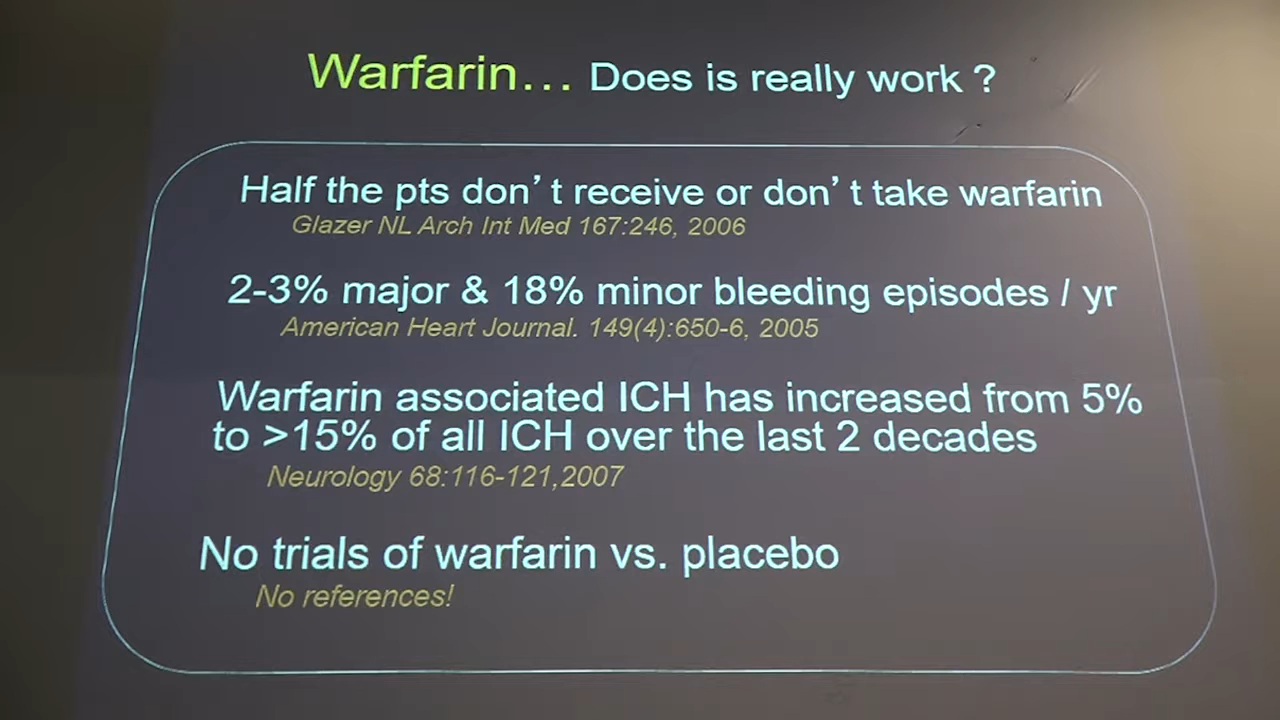 Warfarin... Does is really work ?
Half the pts don’t receive or don’t take warfarin
Glazer NL Arch Int Med 167:246, 2006
2-3% major & 18% minor bleeding episodes / yr
American Heart Journal. 149(4):650-6, 2005
Warfarin associated ICH has increased from 5%
to >15% of all ICH over the last 2 decades
Neurology 68:116-121,2007
No trials of warfarin vs. placebo
No references!